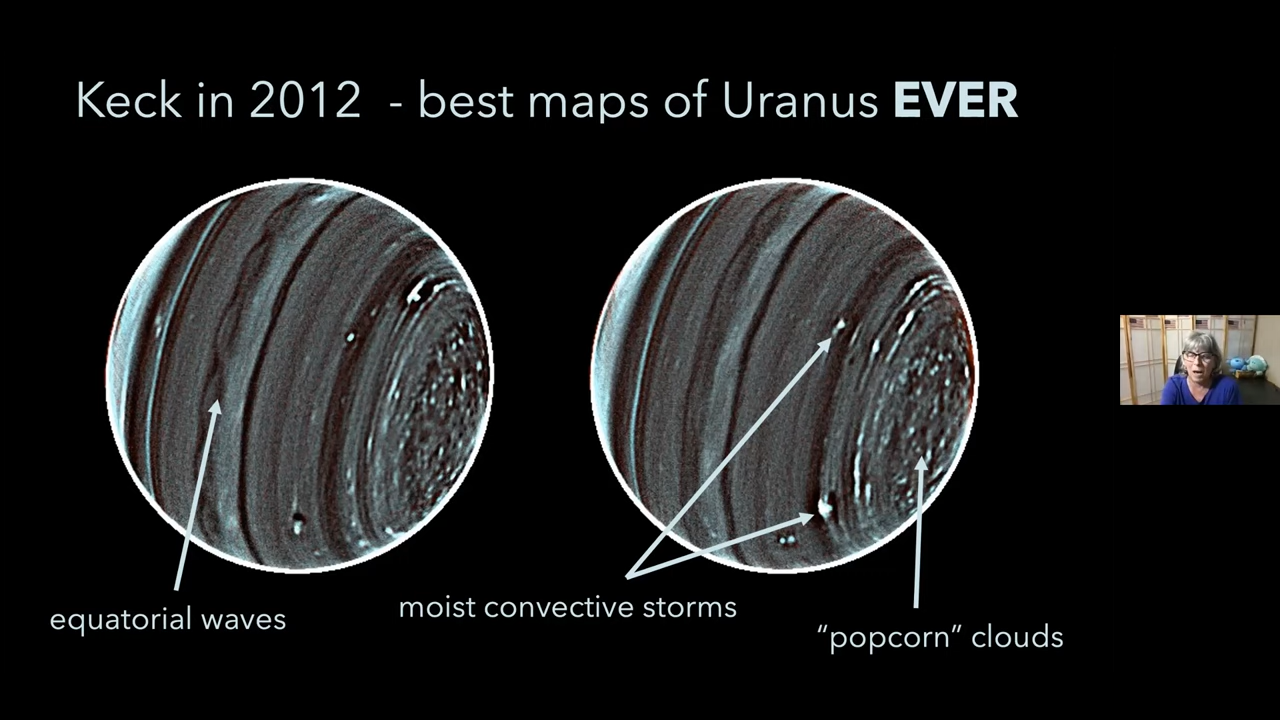 Keck in 2012 - best maps of Uranus EVER
equatorial waves
moist convective storms
“popcorn” clouds